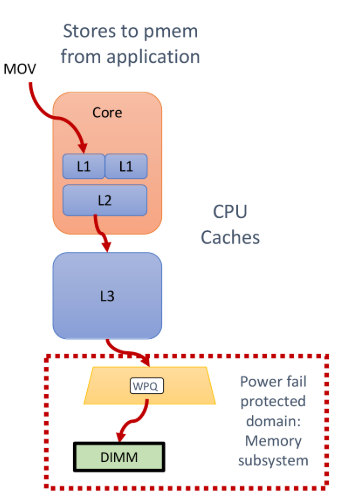 Stores to pmem
from application
MOV
Core
L1 L1
L2
CPU
Caches
L3
WPQ
Power fail
protected
domain:
Memory
subsystem
DIMM